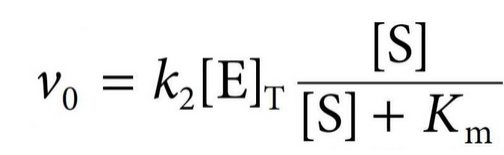 v₀ = k₂[E]ᴛ [S] / [S] + Kₘ